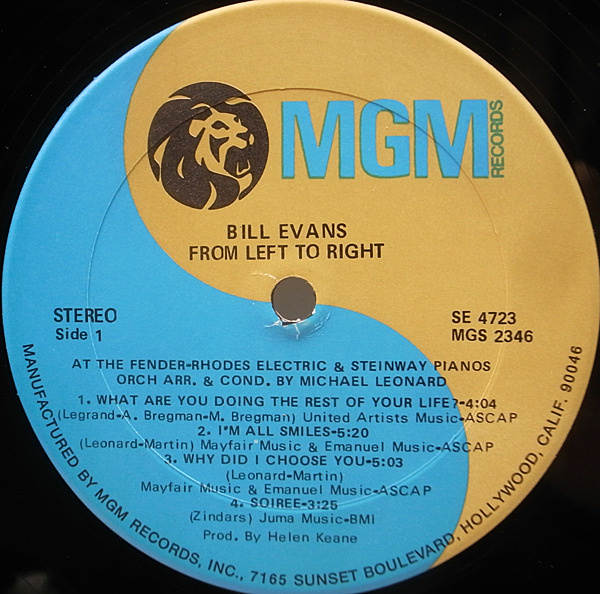 MGM RECORDS
BILL EVANS
FROM LEFT TO RIGHT
STEREO
Side 1
SE 4723
MGS 2346
AT THE FENDER-RHODES ELECTRIC & STEINWAY PIANOS
ORCH ARR. & COND. BY MICHAEL LEONARD
1. WHAT ARE YOU DOING THE REST OF YOUR LIFE?-4:04
(Legrand-A. Bregman-M. Bregman) United Artists Music-ASCAP
2. I'M ALL SMILES-5:20
(Leonard-Martin) Mayfair Music & Emanuel Music-ASCAP
3. WHY DID I CHOOSE YOU-5:03
(Leonard-Martin)
Mayfair Music & Emanuel Music-ASCAP
4. SOIREE-3:25
(Zindars) Juma Music-BMI
Prod. By Helen Keane
MANUFACTURED BY MGM RECORDS, INC., 7165 SUNSET BOULEVARD, HOLLYWOOD, CALIF. 90046